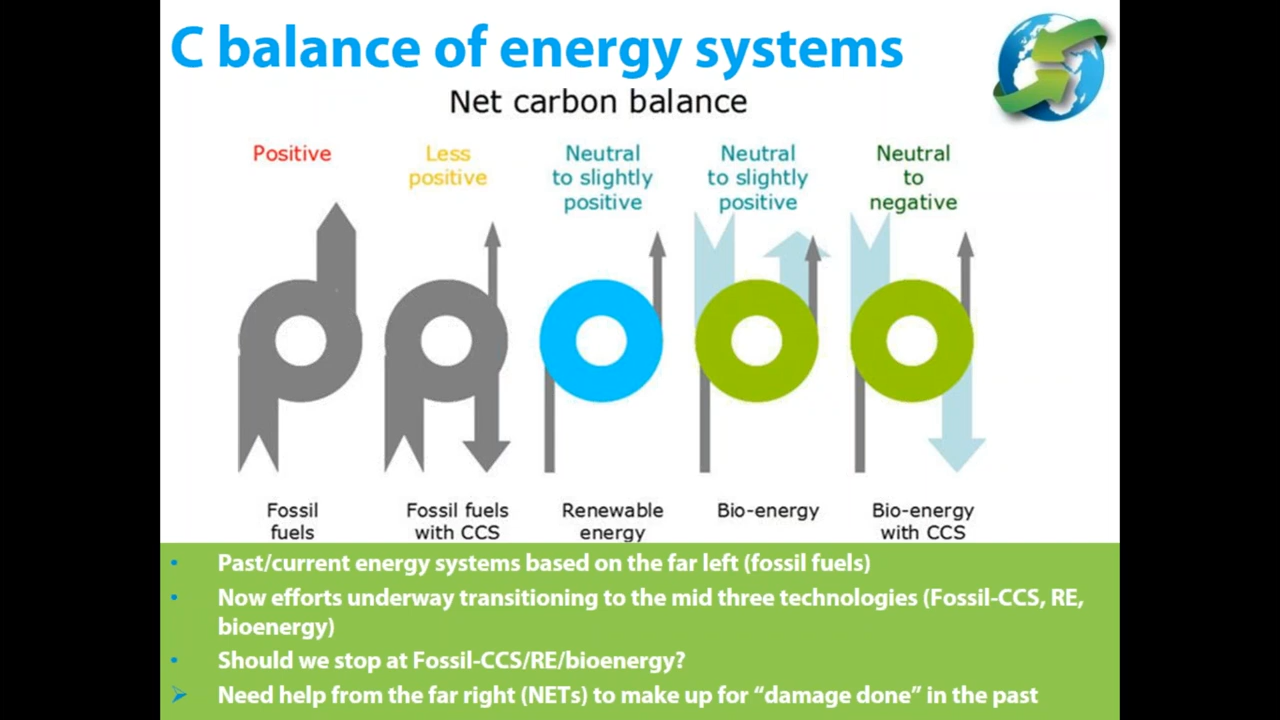 C balance of energy systems
Net carbon balance
Positive
Less
positive
Neutral
to slightly
positive
Neutral
to slightly
positive
Neutral
to
negative
Fossil
fuels
Fossil fuels
with CCS
Renewable
energy
Bio-energy
Bio-energy
with CCS
• Past/current energy systems based on the far left (fossil fuels)
• Now efforts underway transitioning to the mid three technologies (Fossil-CCS, RE,
bioenergy)
• Should we stop at Fossil-CCS/RE/bioenergy?
➢ Need help from the far right (NETs) to make up for “damage done” in the past